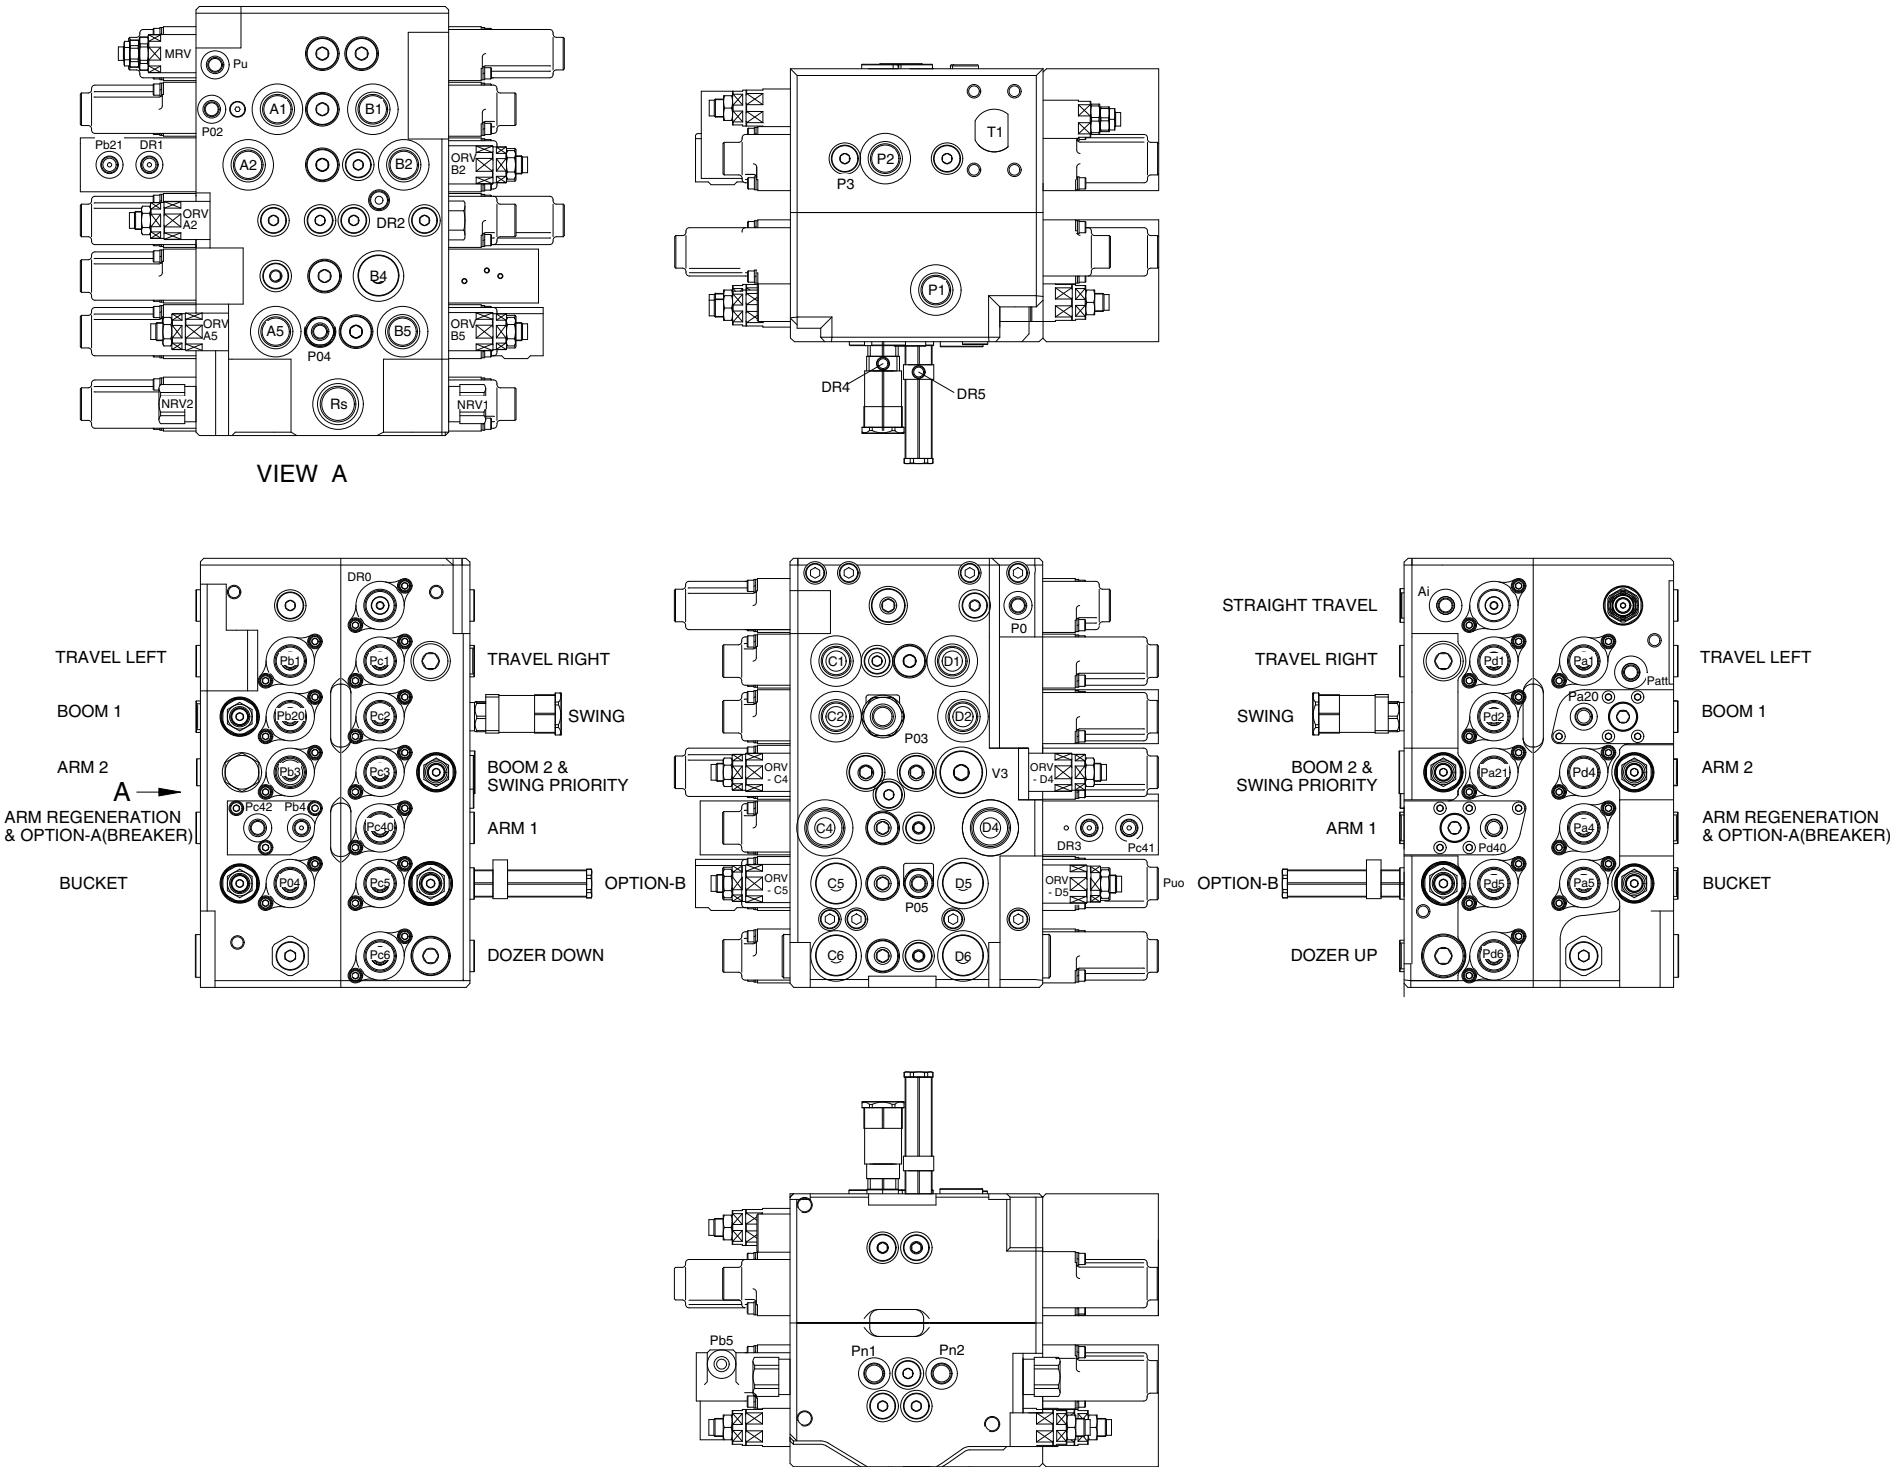 MRV
Pu
A1
B1
P02
Pb21
DR1
A2
B2
ORV
B2
ORV
A2
DR2
B4
ORV
A5
A5
B5
ORV
B5
P04
NRV2
Rs
NRV1
VIEW A
T1
P2
P3
P1
DR4
DR5
DR0
TRAVEL LEFT
Pb1
Pc1
TRAVEL RIGHT
BOOM 1
Pb20
Pc2
SWING
ARM 2
Pb3
Pc3
BOOM 2 &
SWING PRIORITY
A
ARM REGENERATION
& OPTION-A(BREAKER)
Pc42
Pb4
Pc40
ARM 1
BUCKET
P04
Pc5
OPTION-B
Pc6
DOZER DOWN
P0
C1
D1
C2
D2
P03
ORV
- C4
V3
ORV
- D4
C4
D4
DR3
Pc41
ORV
- C5
C5
D5
ORV
- D5
Puo
P05
C6
D6
STRAIGHT TRAVEL
Ai
TRAVEL RIGHT
Pd1
Pa1
TRAVEL LEFT
Patt
SWING
Pd2
Pa20
BOOM 1
BOOM 2 &
SWING PRIORITY
Pa21
Pd4
ARM 2
ARM 1
Pd40
Pa4
ARM REGENERATION
& OPTION-A(BREAKER)
OPTION-B
Pd5
Pa5
BUCKET
DOZER UP
Pd6
Pb5
Pn1
Pn2